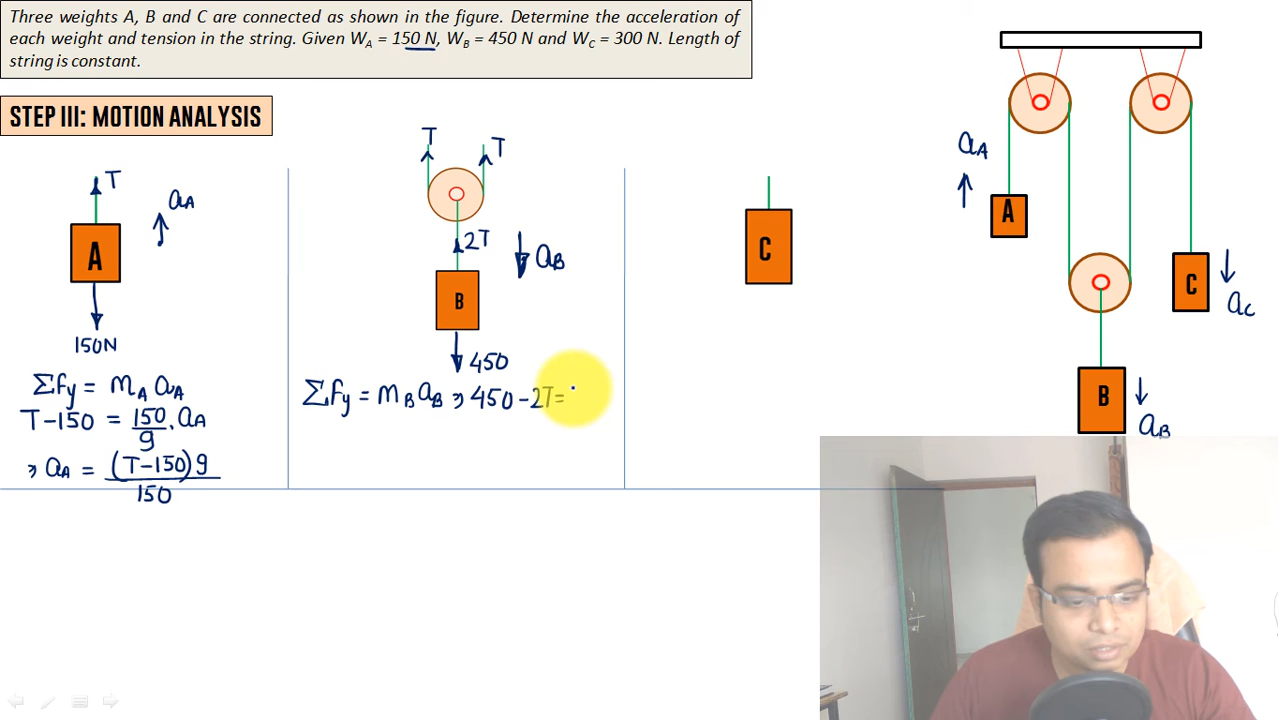 Three weights A, B and C are connected as shown in the figure. Determine the acceleration of
each weight and tension in the string. Given WA = 150 N, WB = 450 N and WC = 300 N. Length of
string is constant.
STEP III: MOTION ANALYSIS
T
aA
A
150N
ΣFy = mA aA
T-150 = 150/g . aA
⇒ aA = (T-150)g/150
T
T
2T
aB
B
450
ΣFy = mB aB ⇒ 450 - 2T =
C
aA
A
C
aC
B
aB